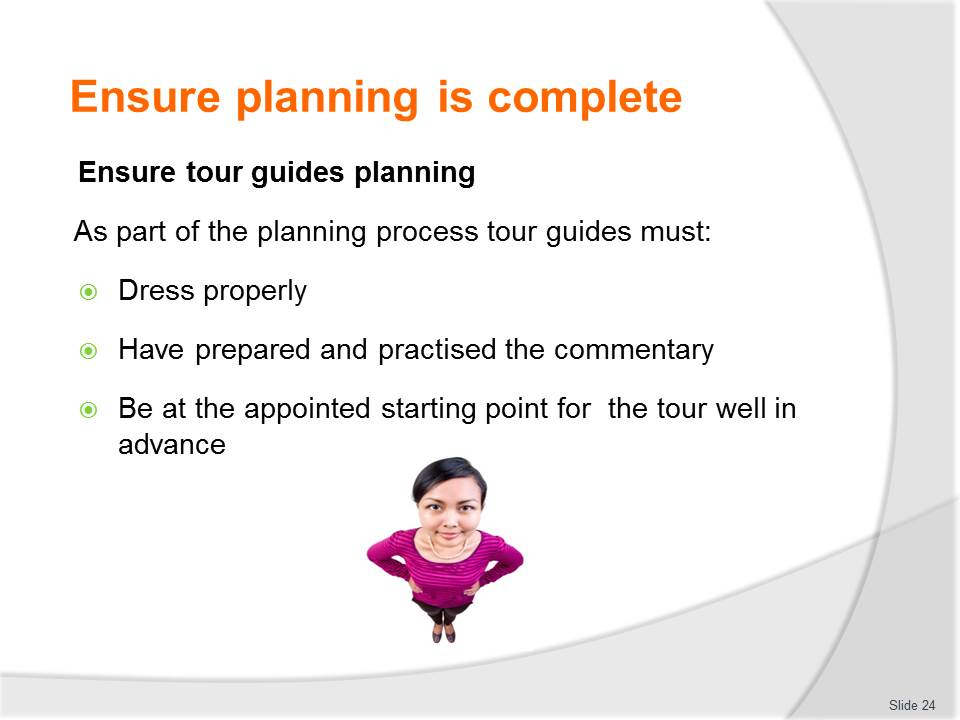 Ensure planning is complete
Ensure tour guides planning
As part of the planning process tour guides must:
Dress properly
Have prepared and practised the commentary
Be at the appointed starting point for  the tour well in
advance
Slide 24